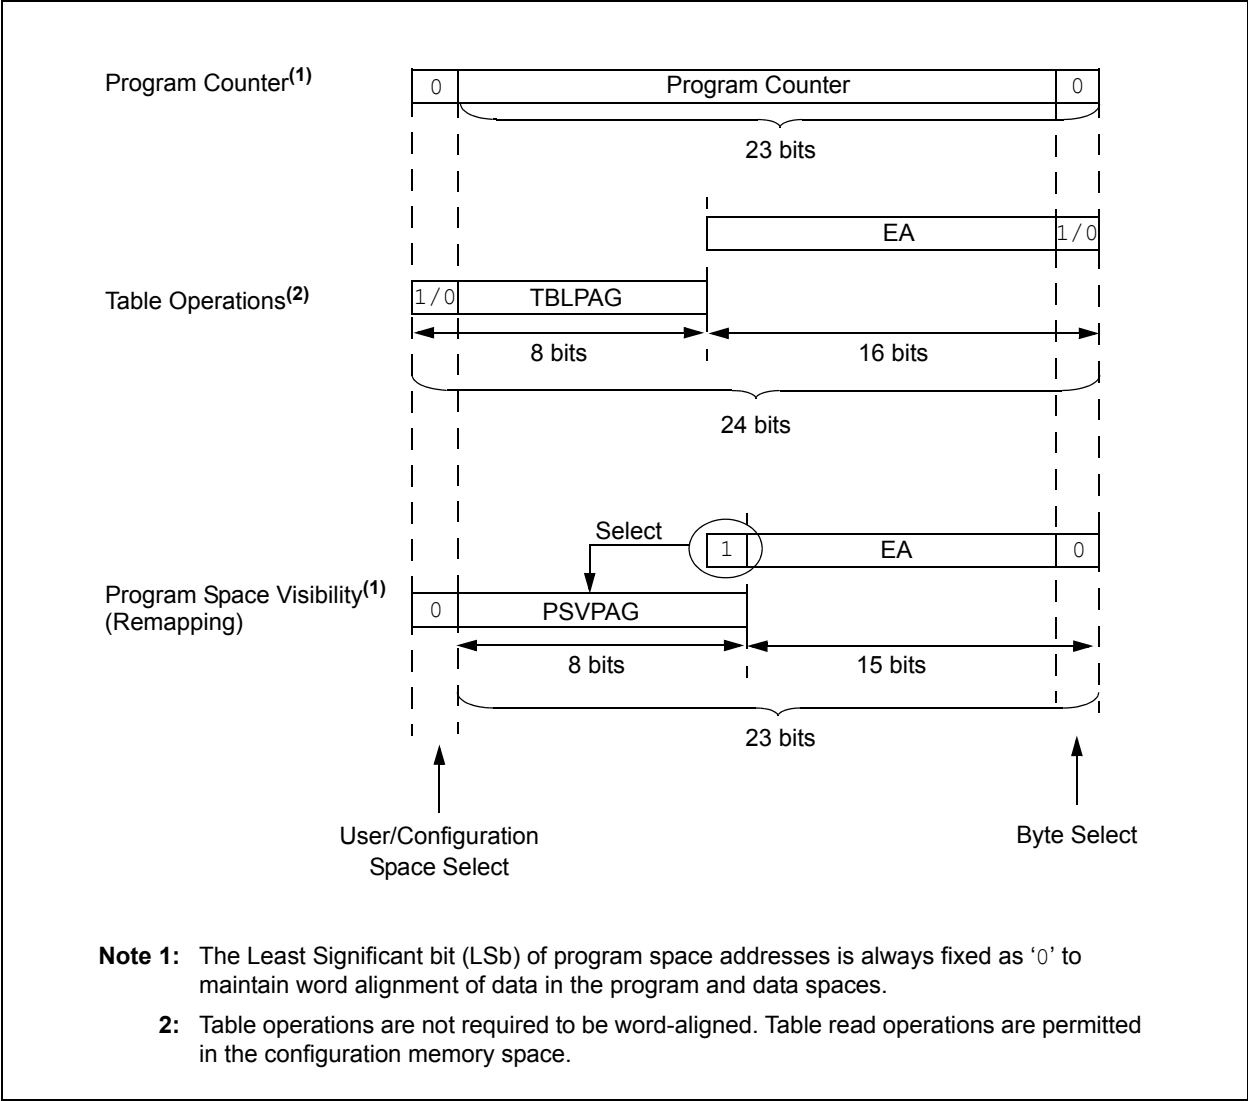 Program Counter(1)
0
Program Counter
0
23 bits
EA
1/0
Table Operations(2)
1/0
TBLPAG
8 bits
16 bits
24 bits
Select
1
EA
0
Program Space Visibility(1)
(Remapping)
0
PSVPAG
8 bits
15 bits
23 bits
User/Configuration
Space Select
Byte Select
Note 1: The Least Significant bit (LSb) of program space addresses is always fixed as ‘0’ to
maintain word alignment of data in the program and data spaces.
2: Table operations are not required to be word-aligned. Table read operations are permitted
in the configuration memory space.